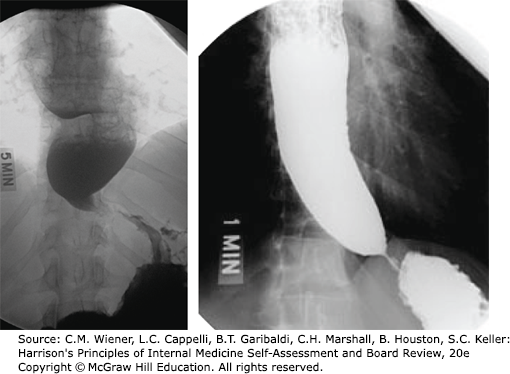 5 MIN
1 MIN
Source: C.M. Wiener, L.C. Cappelli, B.T. Garibaldi, C.H. Marshall, B. Houston, S.C. Keller:
Harrison's Principles of Internal Medicine Self-Assessment and Board Review, 20e
Copyright © McGraw Hill Education. All rights reserved.